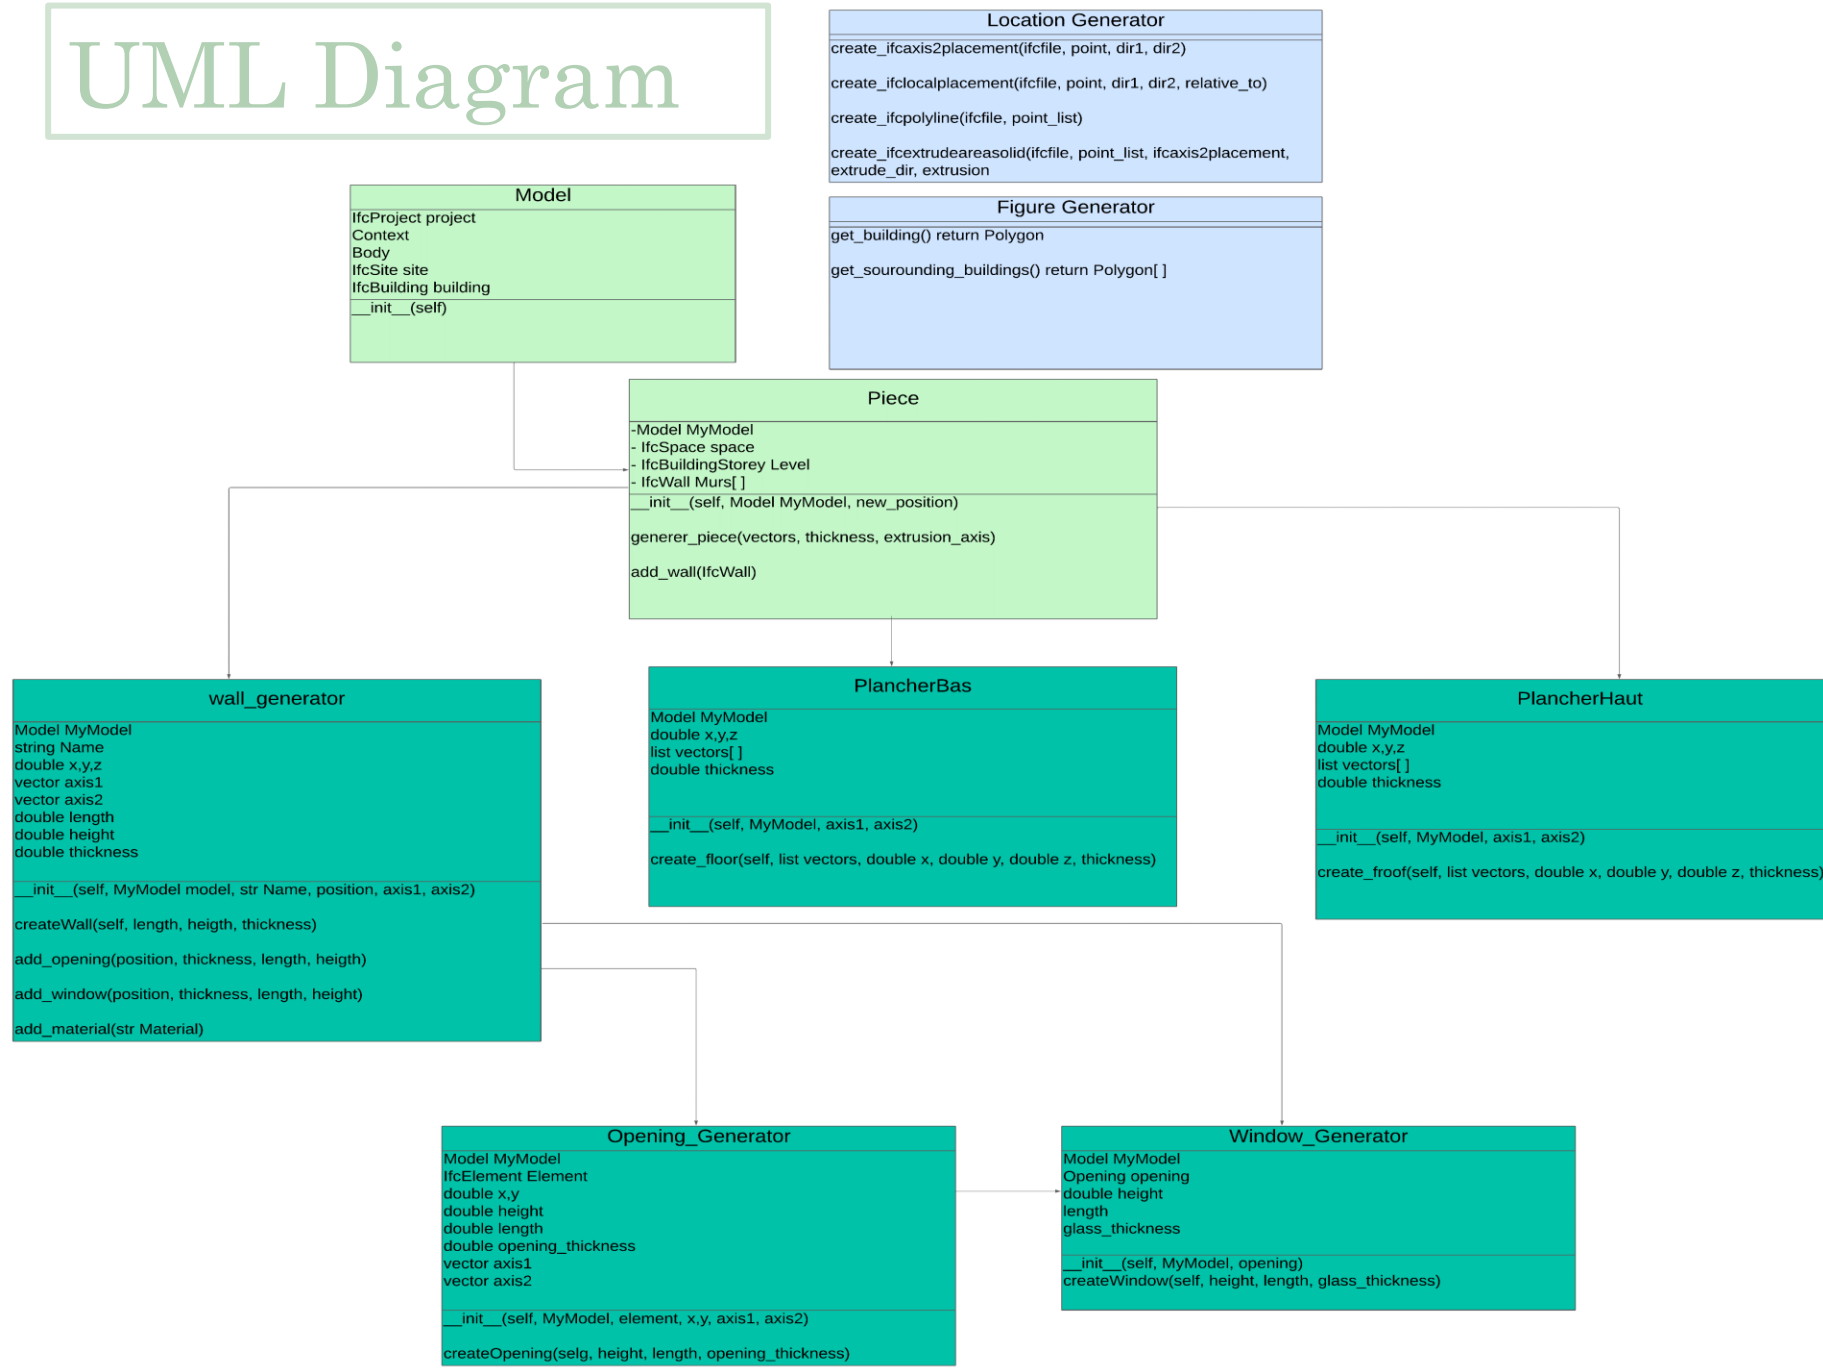 UML Diagram
Location Generator
create_ifcaxis2placement(ifcfile, point, dir1, dir2)
create_ifclocalplacement(ifcfile, point, dir1, dir2, relative_to)
create_ifcpolyline(ifcfile, point_list)
create_ifcextrudeareasolid(ifcfile, point_list, ifcaxis2placement,
extrude_dir, extrusion
Model
IfcProject project
Context
Body
IfcSite site
IfcBuilding building
__init__(self)
Figure Generator
get_building() return Polygon
get_sourounding_buildings() return Polygon[ ]
Piece
-Model MyModel
- IfcSpace space
- IfcBuildingStorey Level
- IfcWall Murs[ ]
__init__(self, Model MyModel, new_position)
generer_piece(vectors, thickness, extrusion_axis)
add_wall(IfcWall)
wall_generator
Model MyModel
string Name
double x,y,z
vector axis1
vector axis2
double length
double height
double thickness
__init__(self, MyModel model, str Name, position, axis1, axis2)
createWall(self, length, heigth, thickness)
add_opening(position, thickness, length, heigth)
add_window(position, thickness, length, height)
add_material(str Material)
PlancherBas
Model MyModel
double x,y,z
list vectors[ ]
double thickness
__init__(self, MyModel, axis1, axis2)
create_floor(self, list vectors, double x, double y, double z, thickness)
PlancherHaut
Model MyModel
double x,y,z
list vectors[ ]
double thickness
__init__(self, MyModel, axis1, axis2)
create_froof(self, list vectors, double x, double y, double z, thickness)
Opening_Generator
Model MyModel
IfcElement Element
double x,y
double height
double length
double opening_thickness
vector axis1
vector axis2
__init__(self, MyModel, element, x,y, axis1, axis2)
createOpening(selg, height, length, opening_thickness)
Window_Generator
Model MyModel
Opening opening
double height
length
glass_thickness
__init__(self, MyModel, opening)
createWindow(self, height, length, glass_thickness)